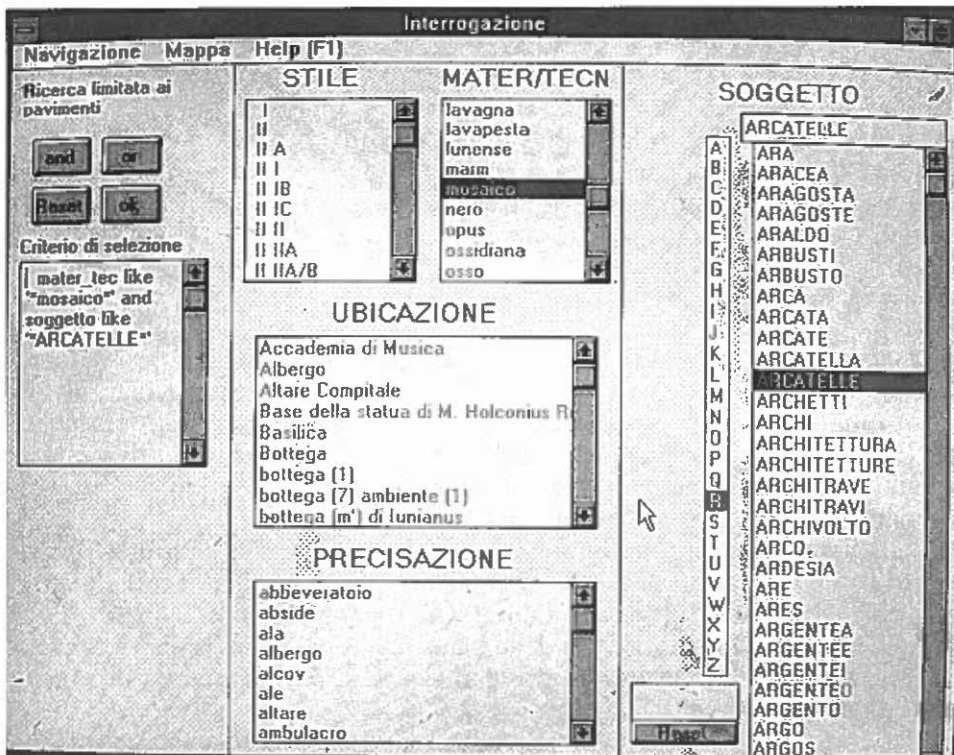 Interrogazione
Navigazione Mappa Help (F1)
Ricerca limitata ai
pavimenti
and or
Reset ok
Criterio di selezione
( mater_tec like
'*mosaico*' and
soggetto like
'*ARCATELLE*'
STILE
I
II
II A
II I
II IB
II IC
II II
II IIA
II IIA/B
MATER/TECN
lavagna
lavapesta
lunense
marm
mosaico
nero
opus
ossidiana
osso
UBICAZIONE
Accademia di Musica
Albergo
Altare Compitale
Base della statua di M. Holconius R
Basilica
Bottega
bottega (1)
bottega (7) ambiente (1)
bottega (m') di Iunianus
PRECISAZIONE
abbeveratoio
abside
ala
albergo
alcov
ale
altare
ambulacro
SOGGETTO
ARCATELLE
A
B
C
D
E
F
G
H
I
J
K
L
M
N
O
P
Q
R
S
T
U
V
W
X
Y
Z
Reset
ARA
ARACEA
ARAGOSTA
ARAGOSTE
ARALDO
ARBUSTI
ARBUSTO
ARCA
ARCATA
ARCATE
ARCATELLA
ARCATELLE
ARCHETTI
ARCHI
ARCHITETTURA
ARCHITETTURE
ARCHITRAVE
ARCHITRAVI
ARCHIVOLTO
ARCO
ARDESIA
ARE
ARES
ARGENTEA
ARGENTEE
ARGENTEI
ARGENTEO
ARGENTO
ARGO
ARGOS